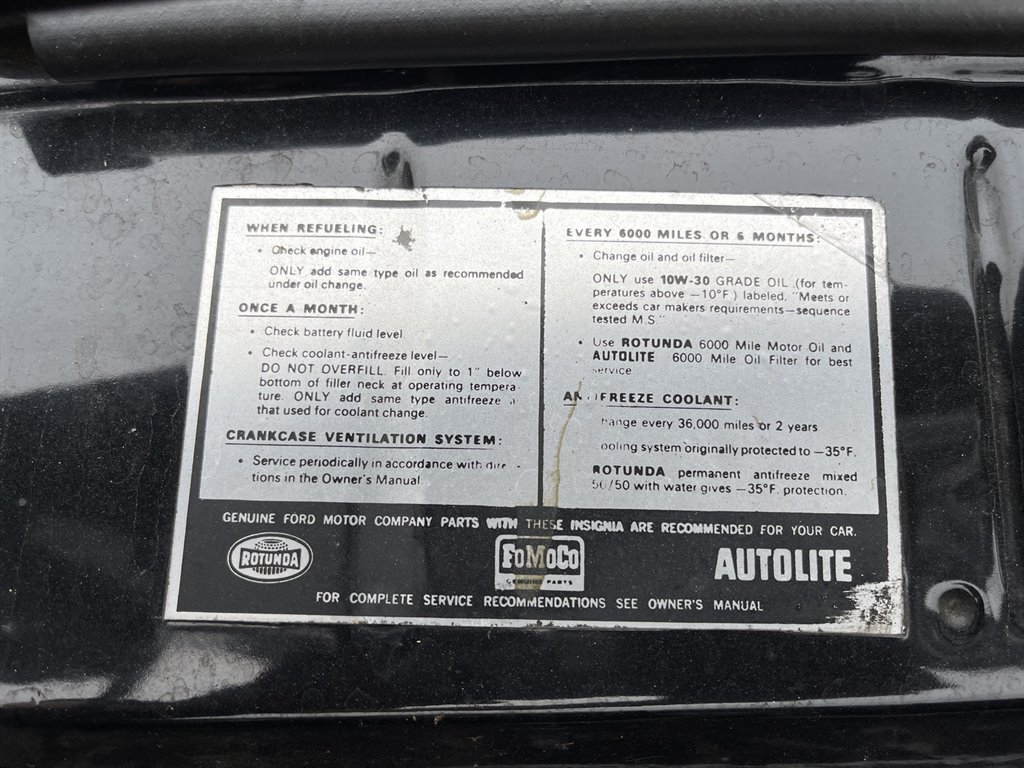 WHEN REFUELING:
• Check engine oil—
ONLY add same type oil as recommended
under oil change.
ONCE A MONTH:
• Check battery fluid level.
• Check coolant-antifreeze level—
DO NOT OVERFILL. Fill only to 1" below
bottom of filler neck at operating tempera-
ture. ONLY add same type antifreeze
that used for coolant change.
CRANKCASE VENTILATION SYSTEM:
• Service periodically in accordance with direc-
tions in the Owner's Manual
EVERY 6000 MILES OR 6 MONTHS:
• Change oil and oil filter—
ONLY use 10W-30 GRADE OIL (for tem-
peratures above —10°F.) labeled, "Meets or
exceeds car makers requirements—sequence
tested M.S."
• Use ROTUNDA 6000 Mile Motor Oil and
AUTOLITE 6000 Mile Oil Filter for best
service
ANTIFREEZE COOLANT:
hange every 36,000 miles or 2 years
ooling system originally protected to —35°F.
ROTUNDA permanent antifreeze mixed
50/50 with water gives —35°F. protection.
GENUINE FORD MOTOR COMPANY PARTS WITH THESE INSIGNIA ARE RECOMMENDED FOR YOUR CAR.
ROTUNDA
FoMoCo
GENUINE PARTS
AUTOLITE
FOR COMPLETE SERVICE RECOMMENDATIONS SEE OWNER'S MANUAL